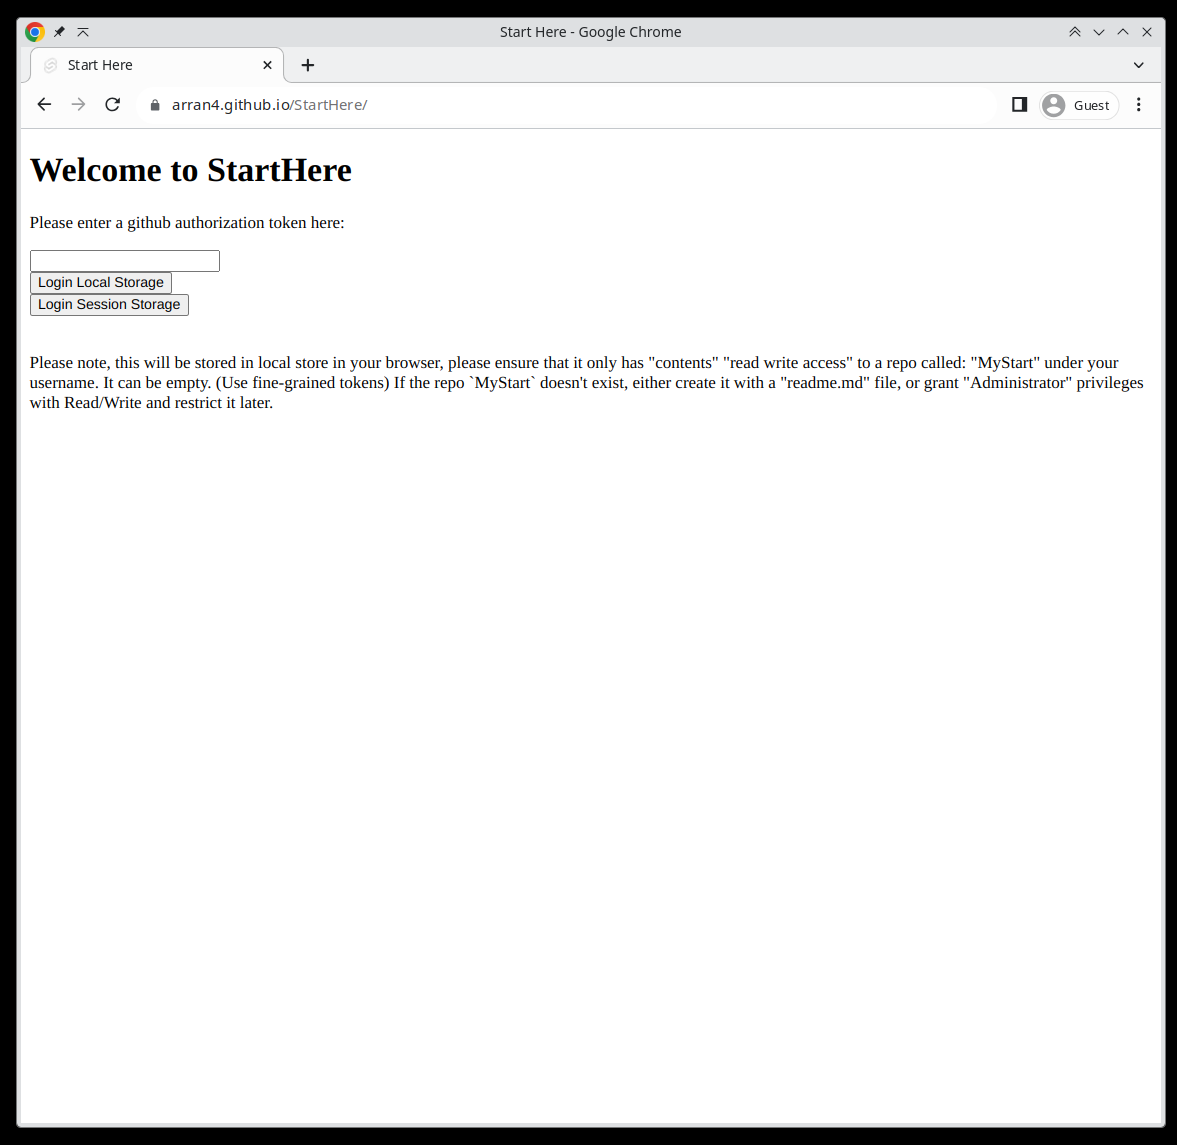 Start Here - Google Chrome
Start Here
arran4.github.io/StartHere/
Guest
Welcome to StartHere
Please enter a github authorization token here:
Login Local Storage
Login Session Storage
Please note, this will be stored in local store in your browser, please ensure that it only has "contents" "read write access" to a repo called: "MyStart" under your
username. It can be empty. (Use fine-grained tokens) If the repo `MyStart` doesn't exist, either create it with a "readme.md" file, or grant "Administrator" privileges
with Read/Write and restrict it later.